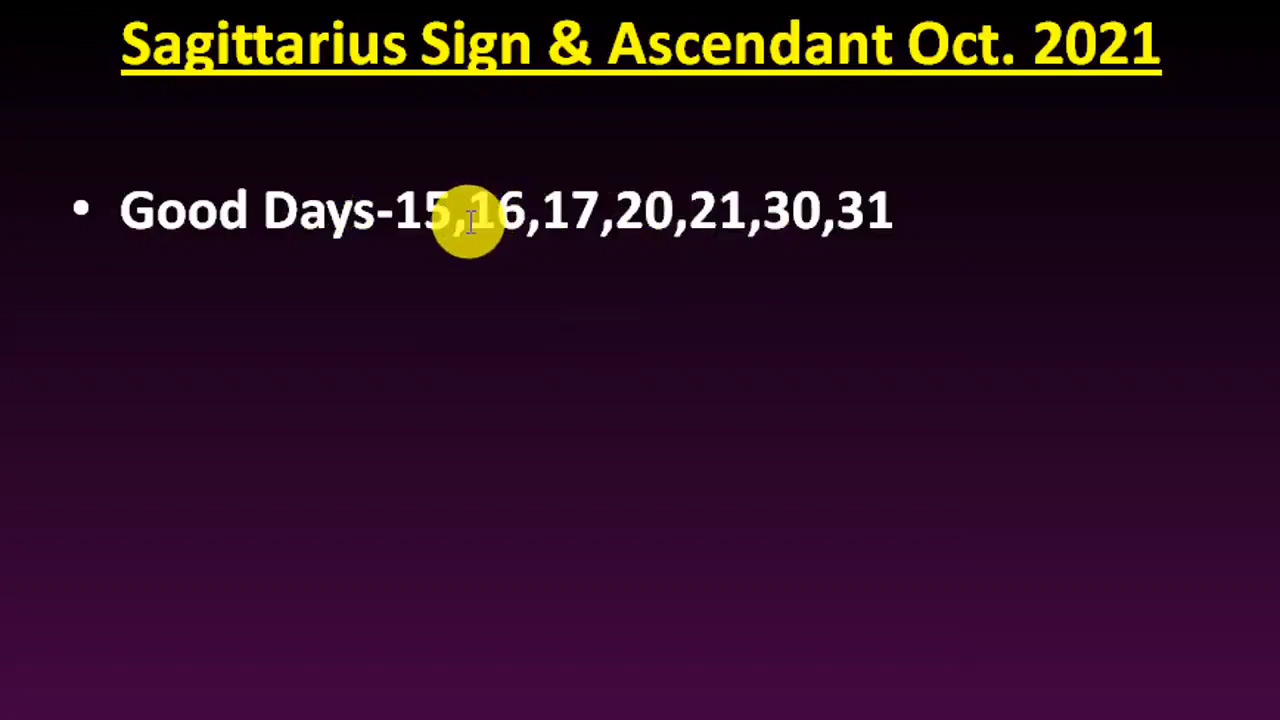 Sagittarius Sign & Ascendant Oct. 2021
• Good Days-15,16,17,20,21,30,31